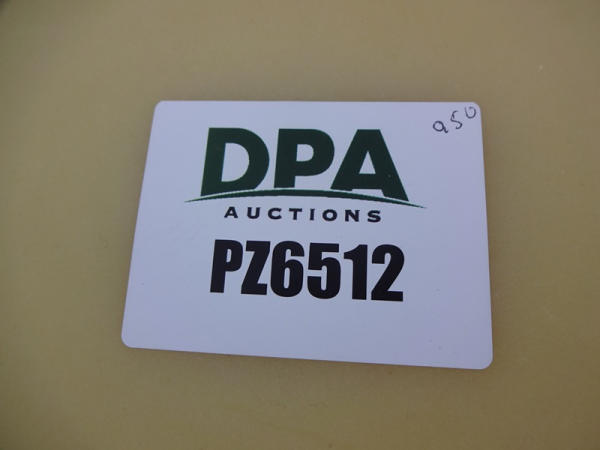 950
DPA
AUCTIONS
PZ6512